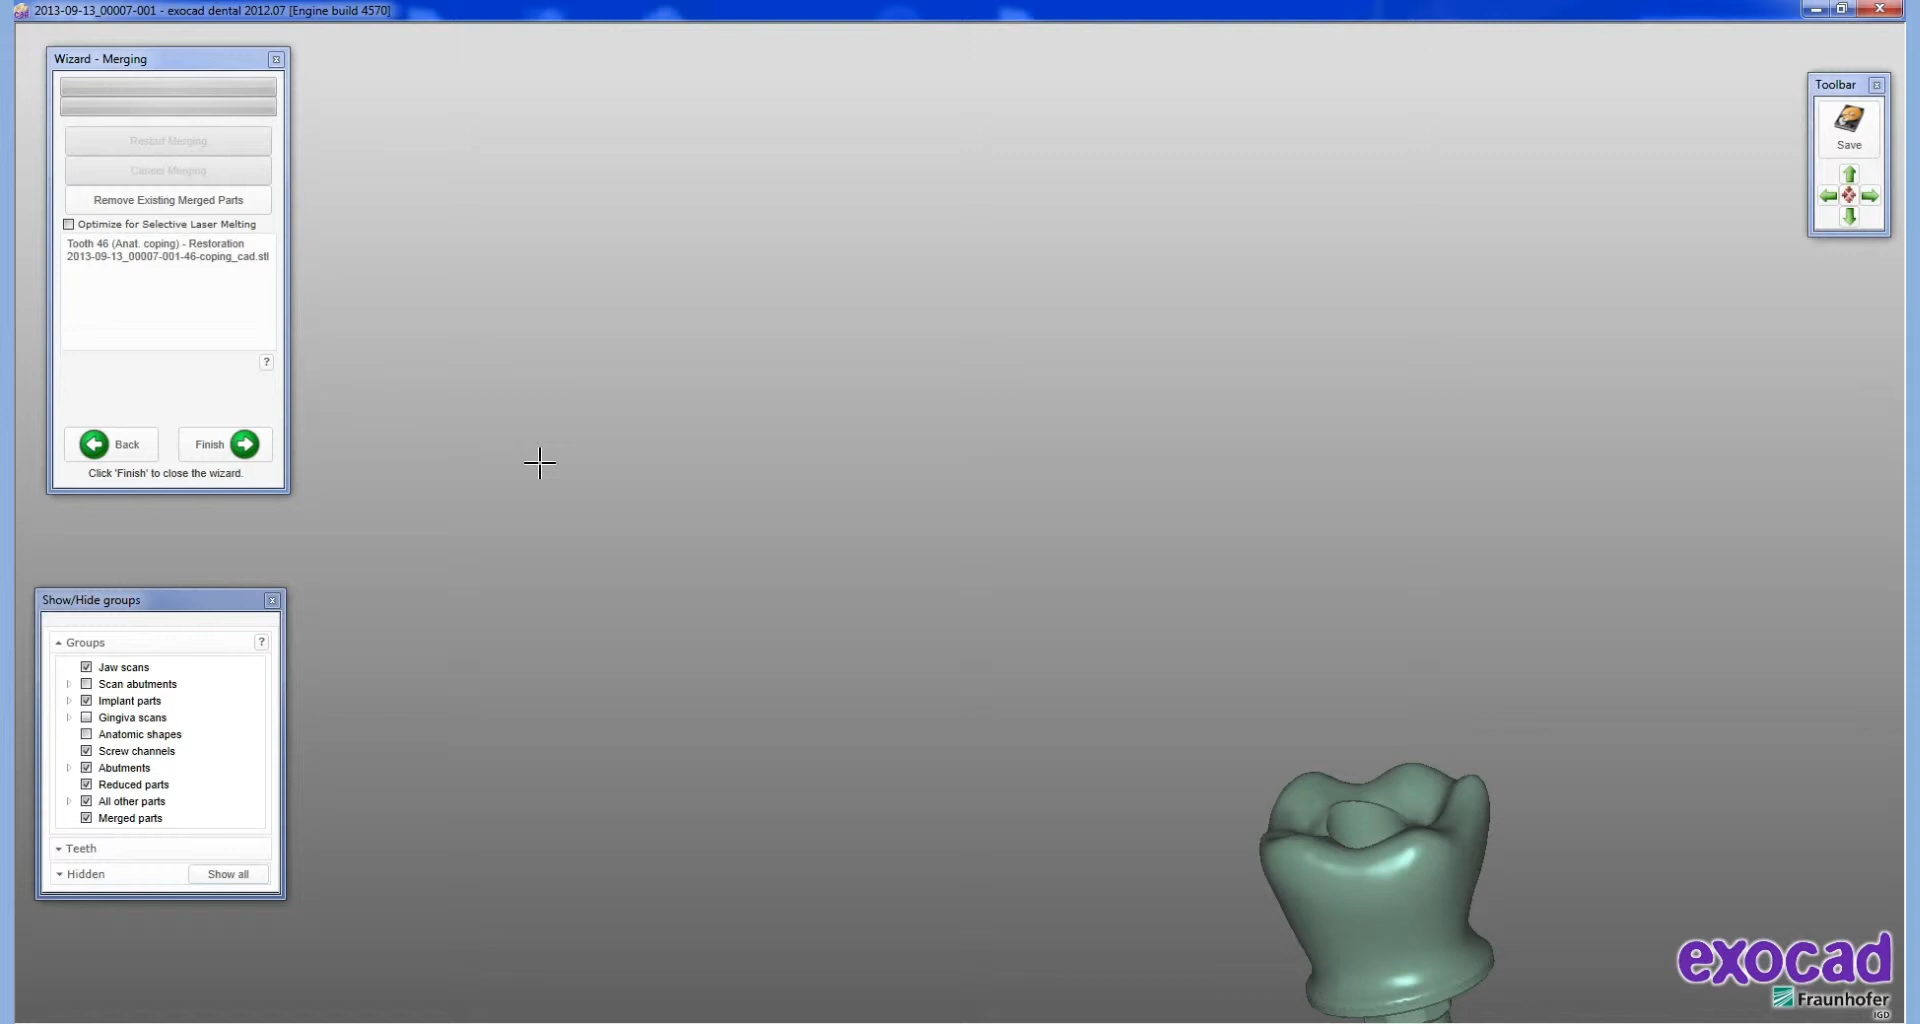 2013-09-13_00007-001 - exocad dental 2012.07 [Engine build 4570]
Wizard - Merging
Restart Merging
Cancel Merging
Remove Existing Merged Parts
Optimize for Selective Laser Melting
Tooth 46 (Anat. coping) - Restoration
2013-09-13_00007-001-46-coping_cad.stl
?
Back
Finish
Click 'Finish' to close the wizard.
Toolbar
Save
Show/Hide groups
Groups
?
Jaw scans
Scan abutments
Implant parts
Gingiva scans
Anatomic shapes
Screw channels
Abutments
Reduced parts
All other parts
Merged parts
Teeth
Hidden
Show all
exocad
Fraunhofer
IGD